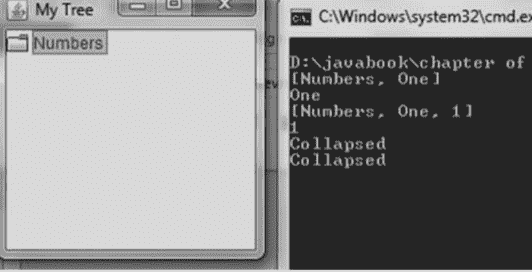 My Tree
Numbers
C:\Windows\system32\cmd.ex
D:\javabook\chapter of
[Numbers, One]
One
[Numbers, One, 1]
1
Collapsed
Collapsed